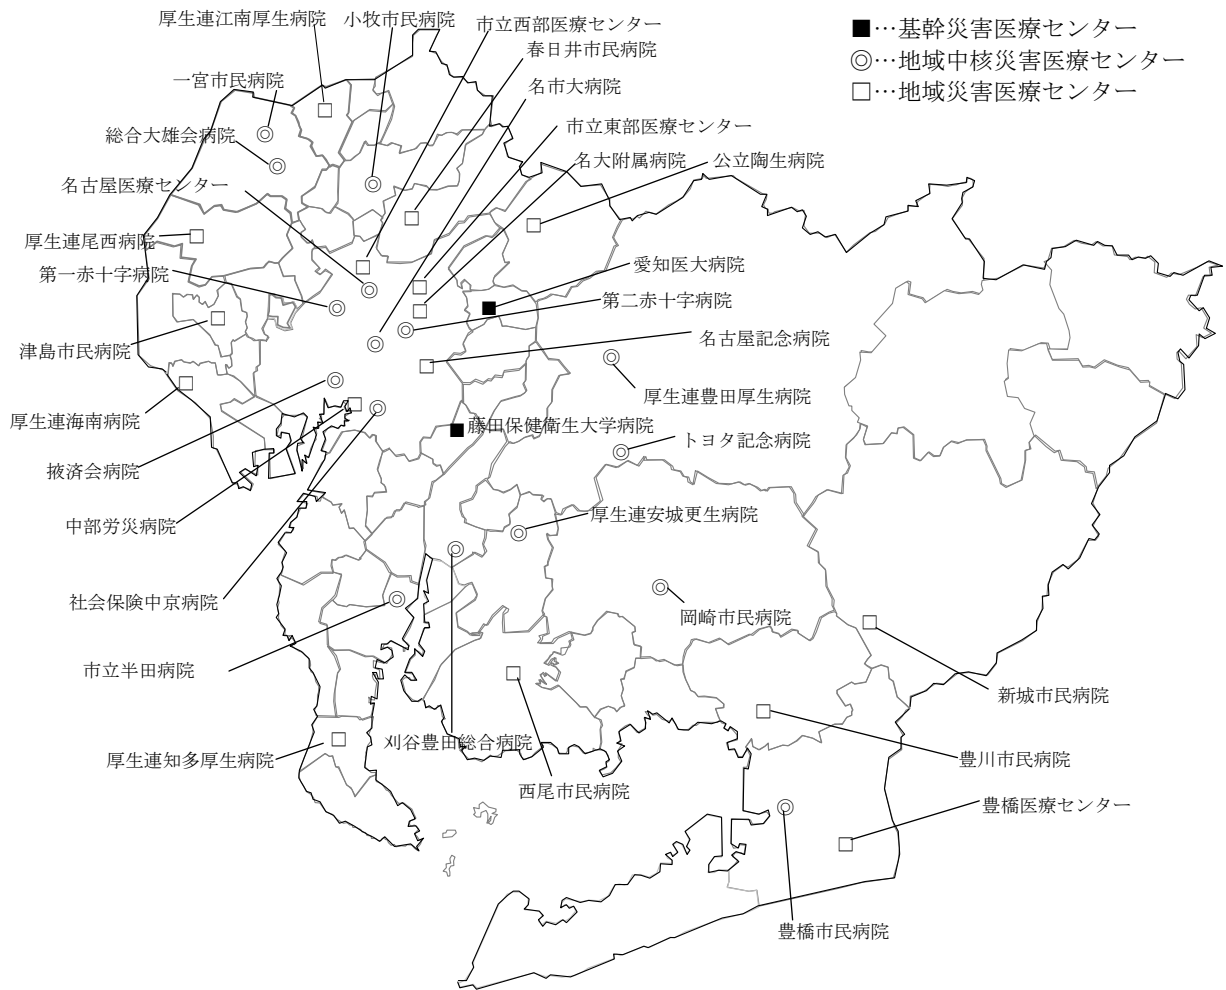 厚生連江南厚生病院
小牧市民病院
市立西部医療センター
■…基幹災害医療センター
春日井市民病院
◎…地域中核災害医療センター
一宮市民病院
名市大病院
□…地域災害医療センター
総合大雄会病院
市立東部医療センター
名大附属病院
公立陶生病院
名古屋医療センター
厚生連尾西病院
愛知医大病院
第一赤十字病院
第二赤十字病院
名古屋記念病院
津島市民病院
厚生連豊田厚生病院
厚生連海南病院
藤田保健衛生大学病院
トヨタ記念病院
掖済会病院
厚生連安城更生病院
中部労災病院
社会保険中京病院
岡崎市民病院
市立半田病院
新城市民病院
刈谷豊田総合病院
厚生連知多厚生病院
豊川市民病院
西尾市民病院
豊橋医療センター
豊橋市民病院